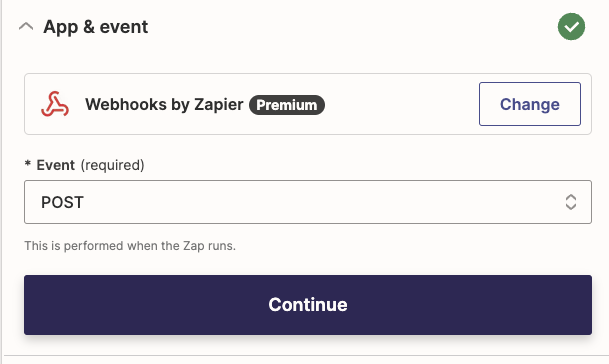 App & event
Webhooks by Zapier Premium
Change
* Event (required)
POST
This is performed when the Zap runs.
Continue